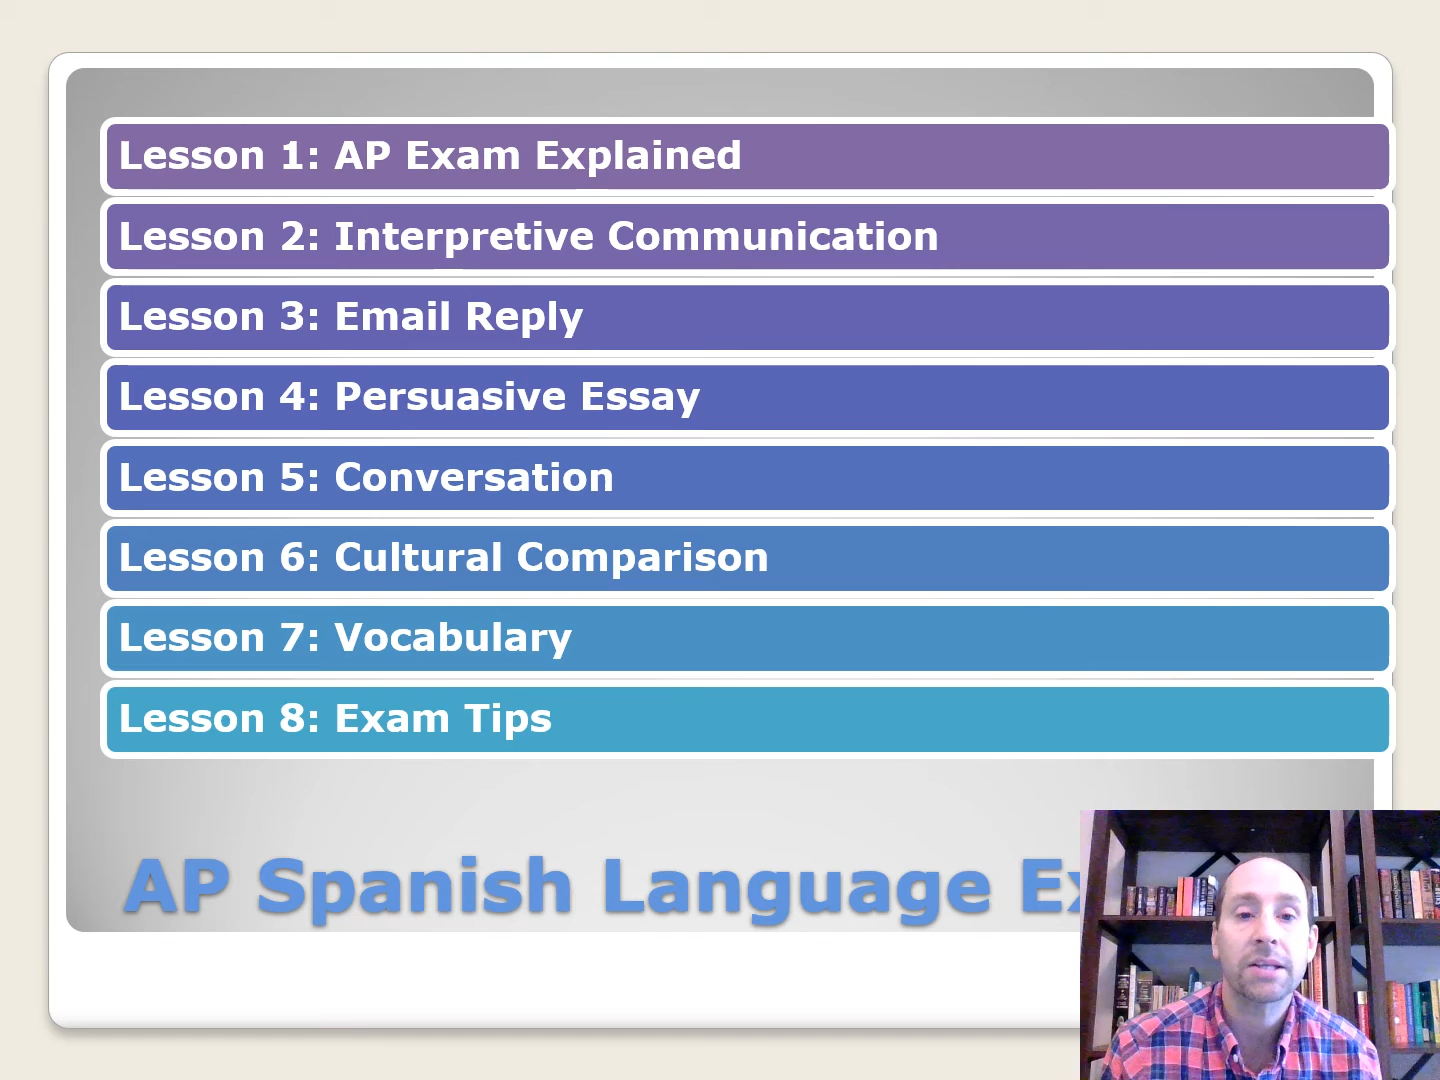 Lesson 1: AP Exam Explained
Lesson 2: Interpretive Communication
Lesson 3: Email Reply
Lesson 4: Persuasive Essay
Lesson 5: Conversation
Lesson 6: Cultural Comparison
Lesson 7: Vocabulary
Lesson 8: Exam Tips
AP Spanish Language